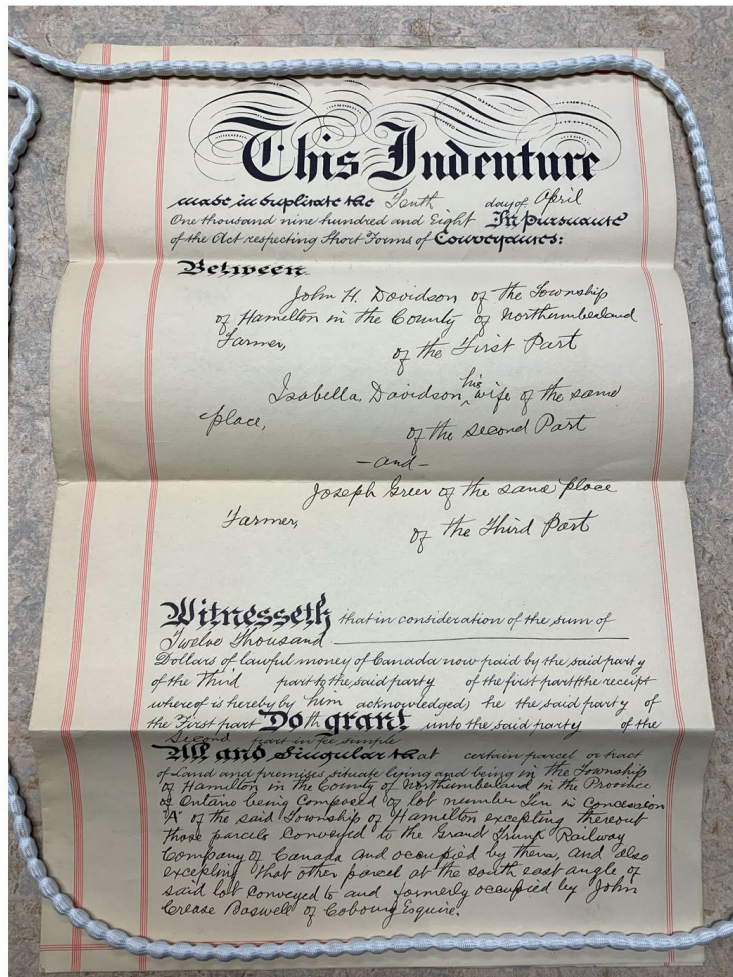 This Indenture
made in duplicate the Tenth day of April
One thousand nine hundred and Eight In Pursuance
of the Act respecting Short Forms of Conveyances:
Between
John H. Davidson of the Township
of Hamilton in the County of Northumberland
Farmer, of the First Part
Isabella Davidson his wife of the same
place, of the Second Part
- and -
Joseph Greer of the same place
Farmer, of the Third Part
Witnesseth that in consideration of the sum of
Twelve Thousand
Dollars of lawful money of Canada now paid by the said party
of the Third part to the said party of the first part (the receipt
whereof is hereby by him acknowledged) he the said party of
the First part Doth grant unto the said party of the
Second part in fee simple
All and Singular that certain parcel or tract
of Land and premises situate lying and being in the Township
of Hamilton in the County of Northumberland in the Province
of Ontario being Composed of lot number Ten in Concession
"A" of the said Township of Hamilton excepting thereout
those parcels Conveyed to the Grand Trunk Railway
Company of Canada and occupied by them, and also
excepting that other parcel at the south east angle of
said lot Conveyed to and formerly occupied by John
Crease Boswell of Cobourg Esquire.